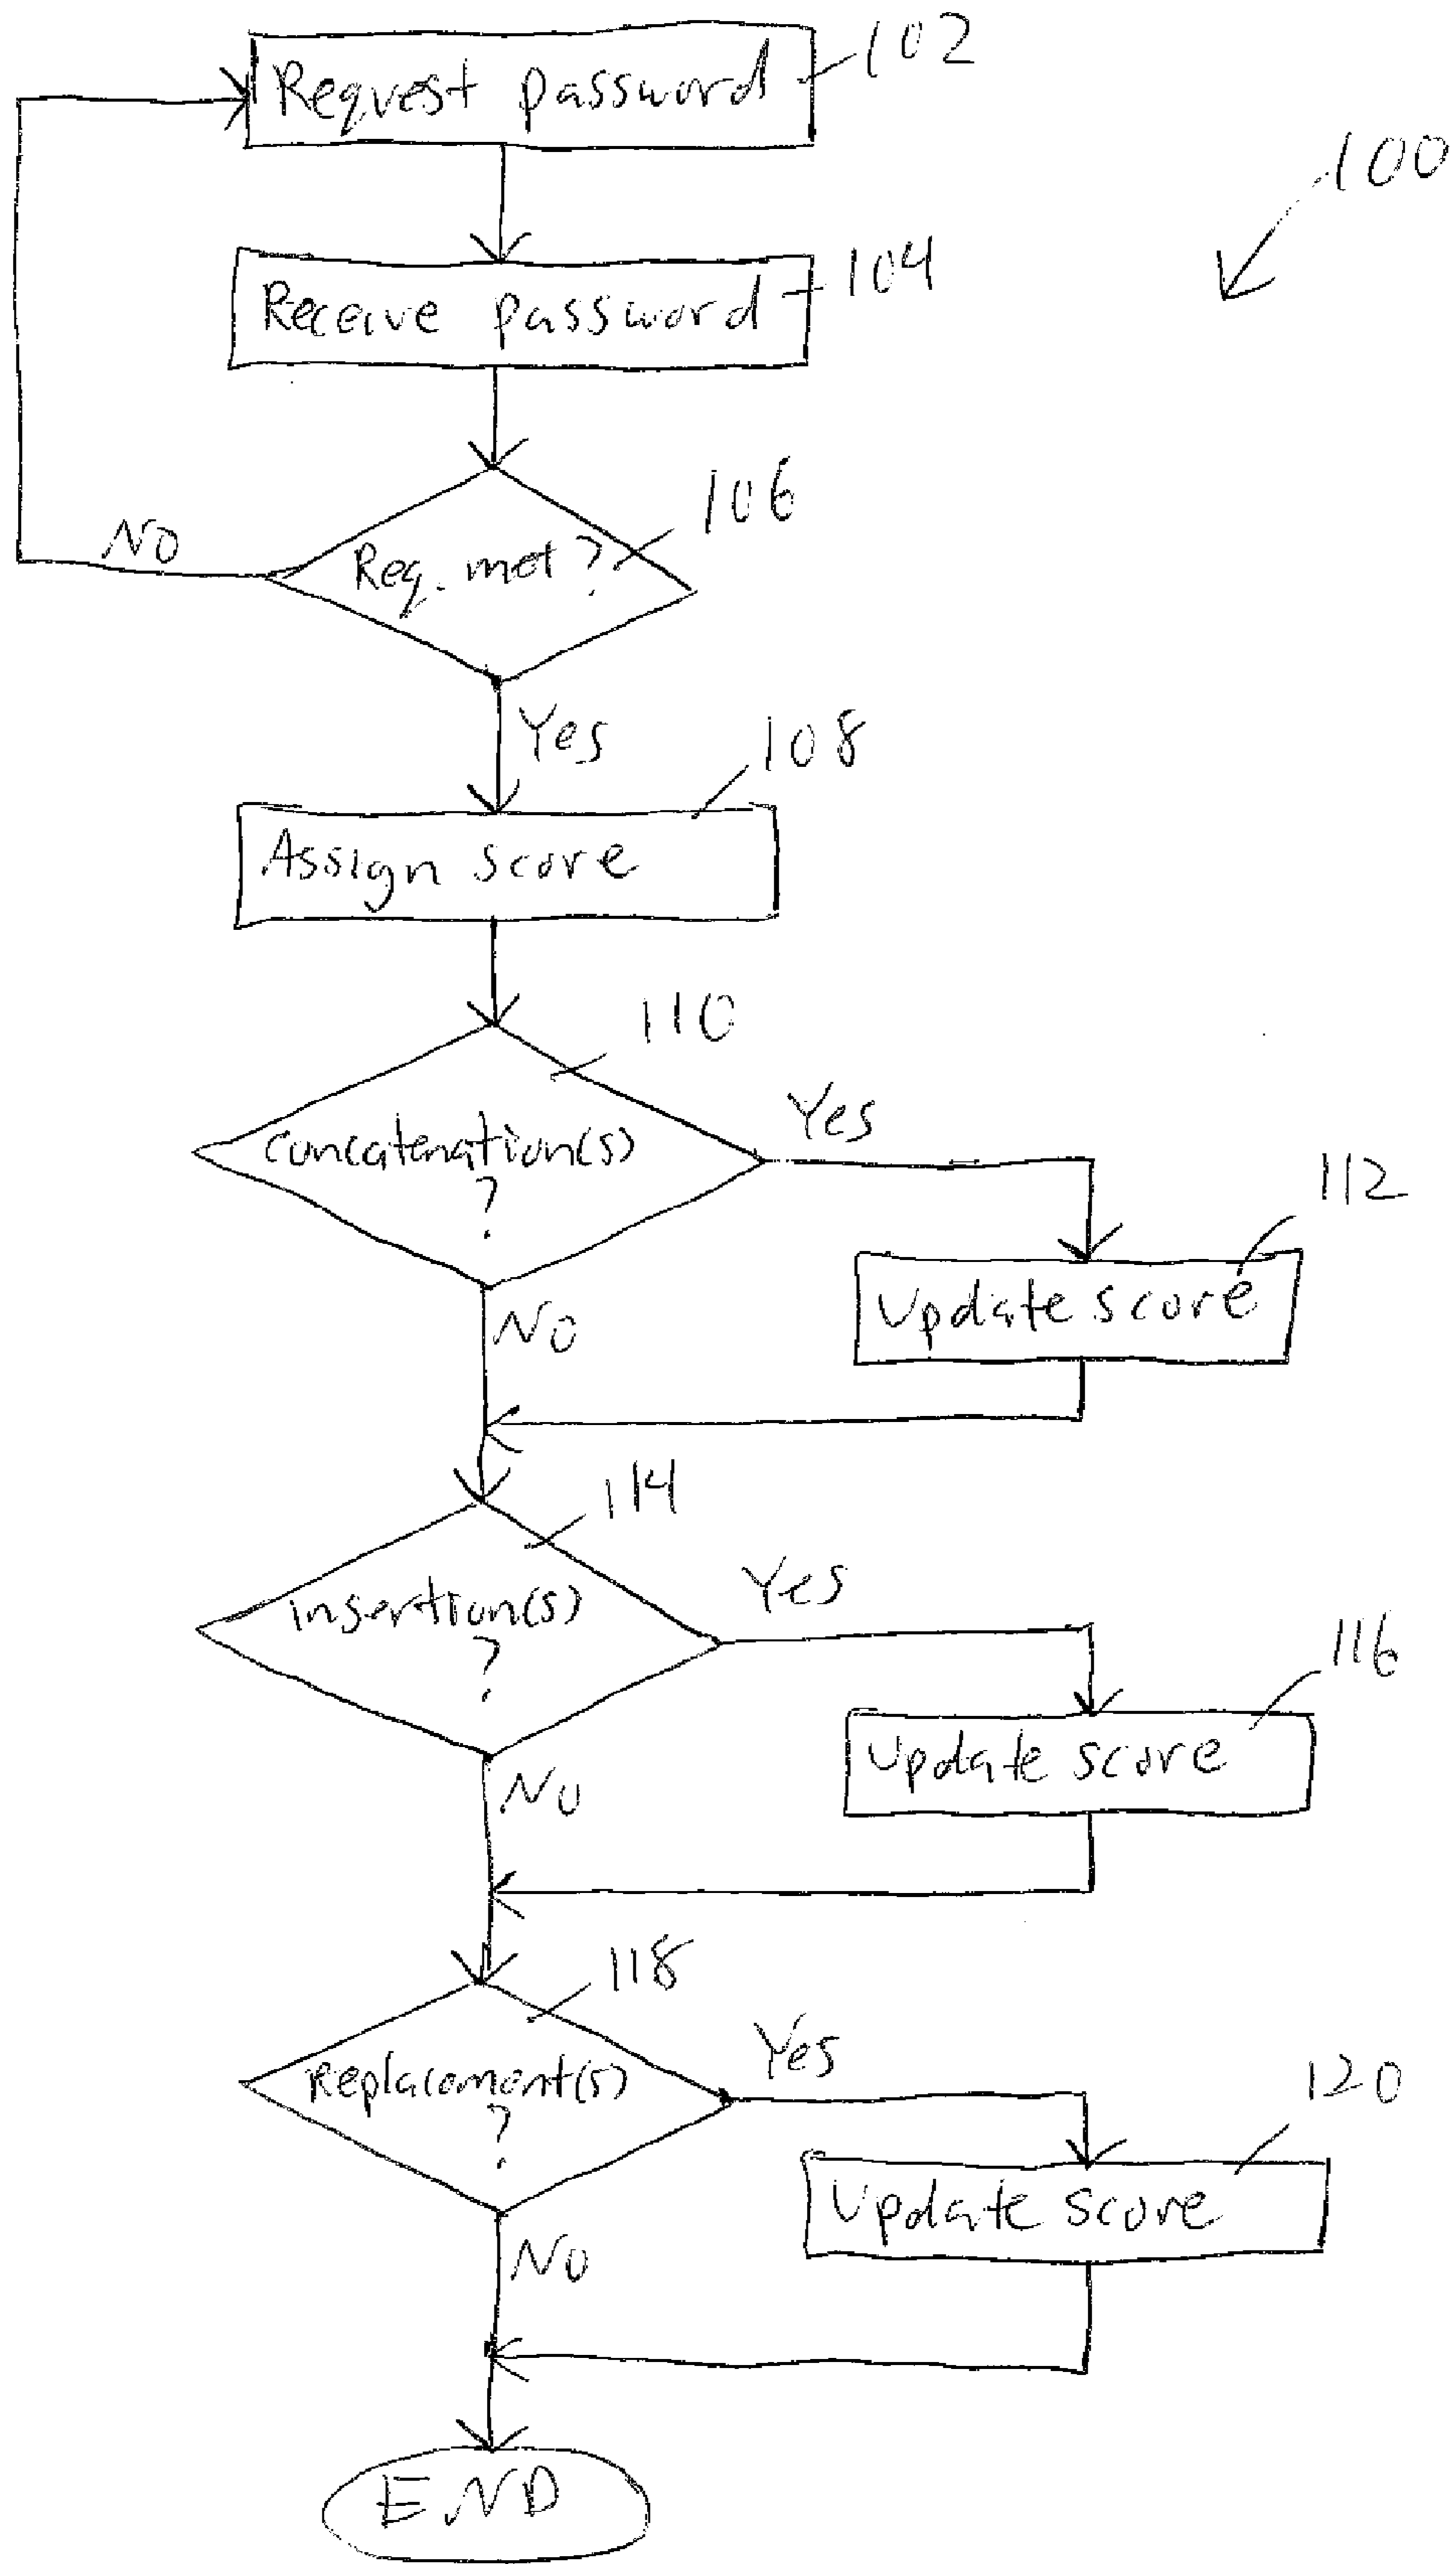 Request password
102
100
Receive password
104
106
NO
Req. met?
Yes
108
Assign score
110
Concatenation(s)
?
Yes
112
Update score
NO
114
insertion(s)
?
Yes
116
Update score
NO
118
Replacement(s)
?
Yes
120
Update score
NO
END